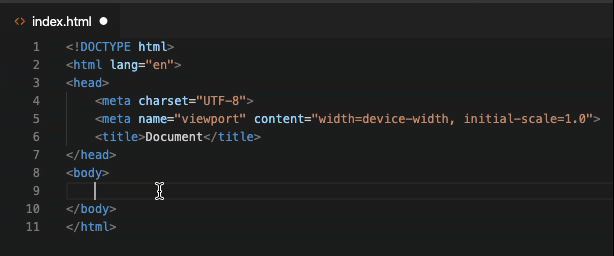 <> index.html ●
1 <!DOCTYPE html>
2 <html lang="en">
3 <head>
4     <meta charset="UTF-8">
5     <meta name="viewport" content="width=device-width, initial-scale=1.0">
6     <title>Document</title>
7 </head>
8 <body>
9
10 </body>
11 </html>